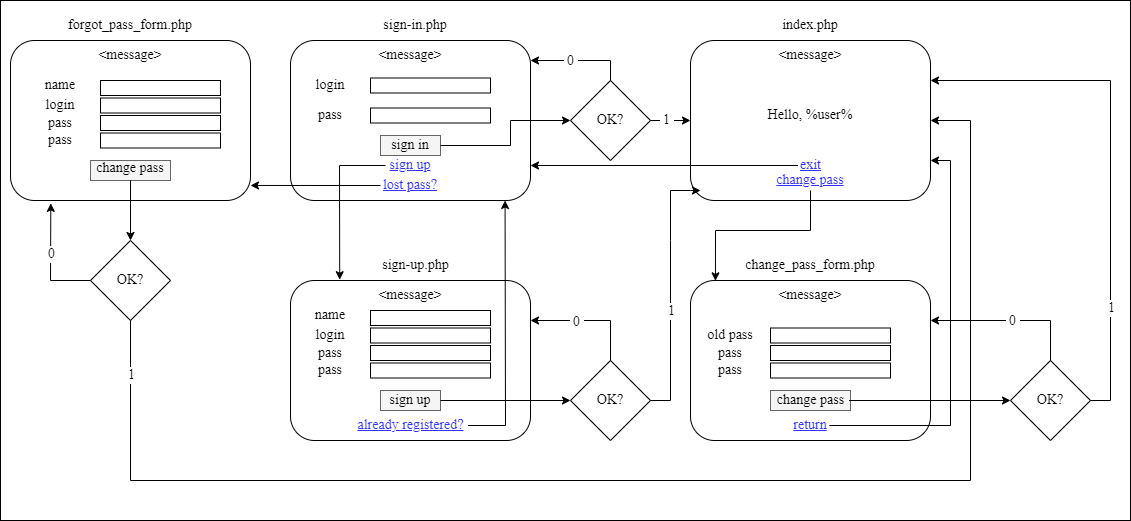 forgot_pass_form.php
<message>
name
login
pass
pass
change pass
OK?
0
1
sign-in.php
<message>
login
pass
sign in
sign up
lost pass?
OK?
0
1
index.php
<message>
Hello, %user%
exit
change pass
sign-up.php
<message>
name
login
pass
pass
sign up
already registered?
OK?
0
1
change_pass_form.php
<message>
old pass
pass
pass
change pass
return
OK?
0
1